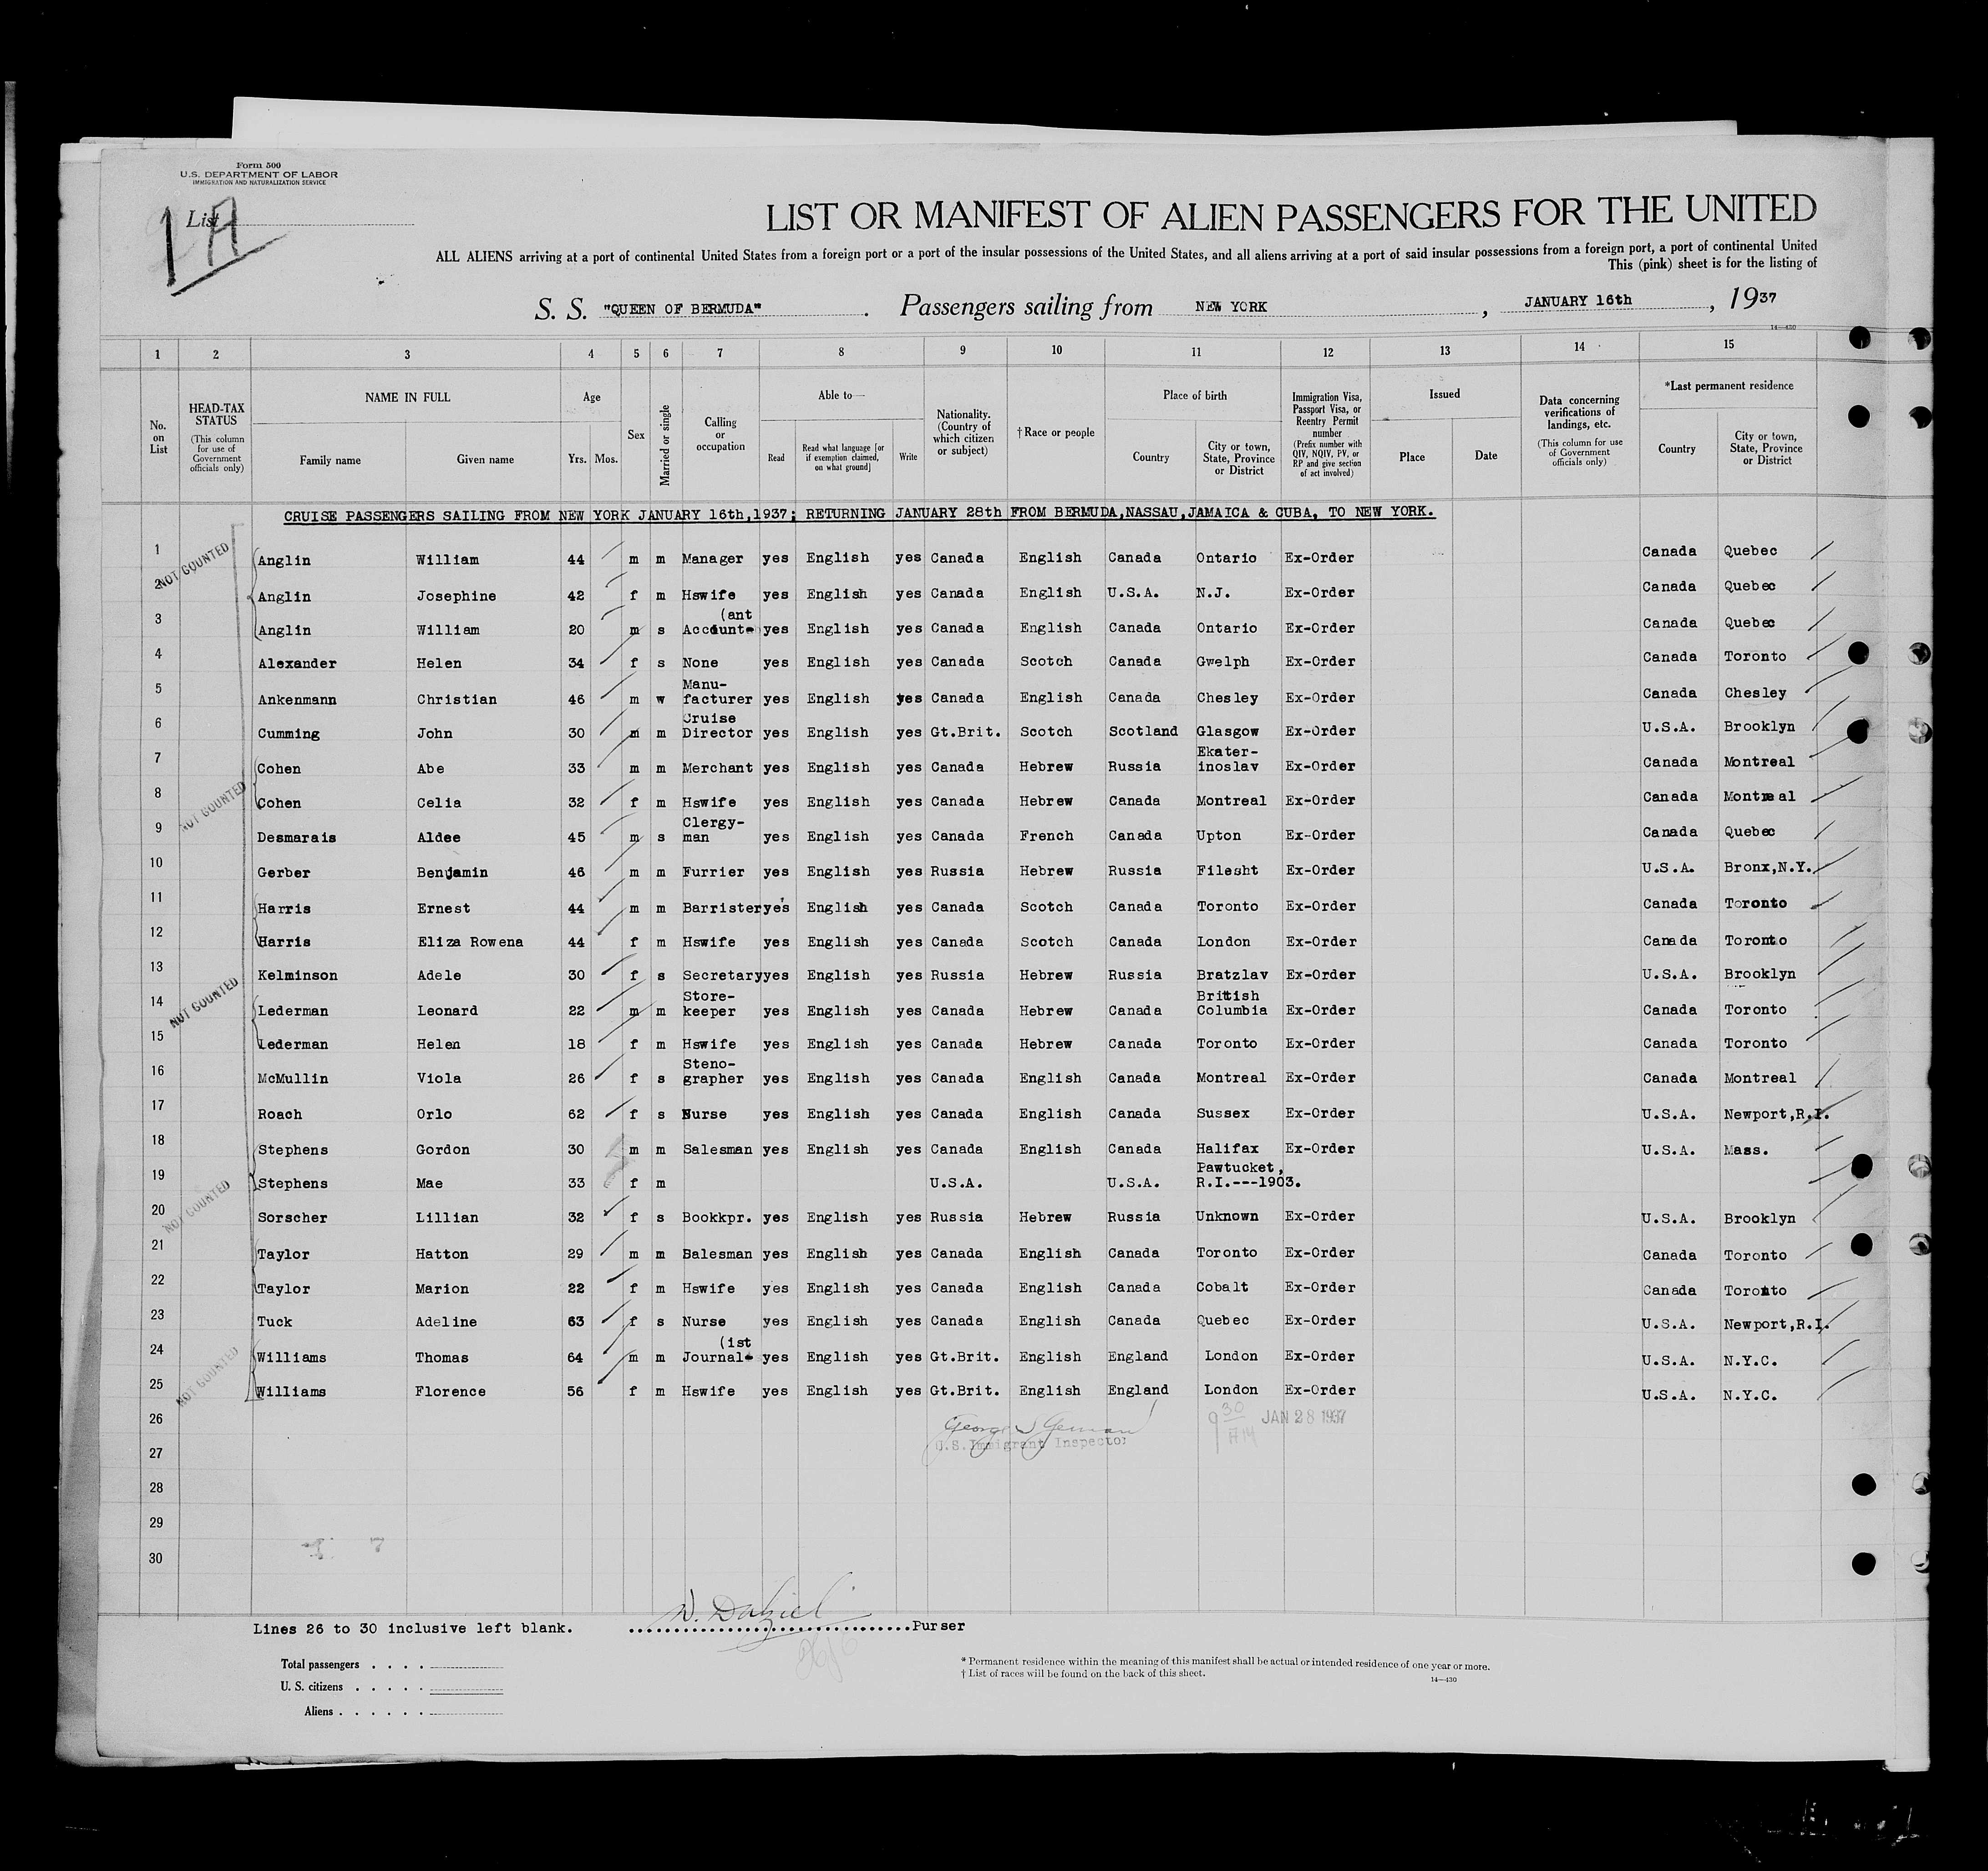 Form 500
U.S. DEPARTMENT OF LABOR
IMMIGRATION AND NATURALIZATION SERVICE
List
1 A
LIST OR MANIFEST OF ALIEN PASSENGERS FOR THE UNITED
ALL ALIENS arriving at a port of continental United States from a foreign port or a port of the insular possessions of the United States, and all aliens arriving at a port of said insular possessions from a foreign port, a port of continental United
This (pink) sheet is for the listing of
S. S. "QUEEN OF BERMUDA". Passengers sailing from NEW YORK, JANUARY 16th, 1937
14—430
1 2 3 4 5 6 7 8 9 10 11 12 13 14 15
No. on List
HEAD-TAX STATUS (This column for use of Government officials only)
NAME IN FULL
Family name Given name
Age
Yrs. Mos.
Sex
Married or single
Calling or occupation
Able to—
Read Read what language [or if exemption claimed, on what ground] Write
Nationality. (Country of which citizen or subject)
†Race or people
Place of birth
Country City or town, State, Province or District
Immigration Visa, Passport Visa, or Reentry Permit number (Prefix number with QIV, NQIV, PV, or RP and give section of act involved)
Issued
Place Date
Data concerning verifications of landings, etc. (This column for use of Government officials only)
*Last permanent residence
Country City or town, State, Province or District
CRUISE PASSENGERS SAILING FROM NEW YORK JANUARY 16th,1937; RETURNING JANUARY 28th FROM BERMUDA,NASSAU,JAMAICA & CUBA, TO NEW YORK.
NOT COUNTED
1 Anglin William 44 m m Manager yes English yes Canada English Canada Ontario Ex-Order Canada Quebec
2 Anglin Josephine 42 f m Hswife yes English yes Canada English U.S.A. N.J. Ex-Order Canada Quebec
3 Anglin William 20 m s Account- (ant yes English yes Canada English Canada Ontario Ex-Order Canada Quebec
4 Alexander Helen 34 f s None yes English yes Canada Scotch Canada Gwelph Ex-Order Canada Toronto
5 Ankenmann Christian 46 m w Manu-facturer yes English yes Canada English Canada Chesley Ex-Order Canada Chesley
6 Cumming John 30 m m Cruise Director yes English yes Gt.Brit. Scotch Scotland Glasgow Ex-Order U.S.A. Brooklyn
7 Cohen Abe 33 m m Merchant yes English yes Canada Hebrew Russia Ekater-inoslav Ex-Order Canada Montreal
NOT COUNTED
8 Cohen Celia 32 f m Hswife yes English yes Canada Hebrew Canada Montreal Ex-Order Canada Montreal
9 Desmarais Aldee 45 m s Clergy-man yes English yes Canada French Canada Upton Ex-Order Canada Quebec
10 Gerber Benjamin 46 m m Furrier yes English yes Russia Hebrew Russia Filesht Ex-Order U.S.A. Bronx,N.Y.
11 Harris Ernest 44 m m Barrister yes English yes Canada Scotch Canada Toronto Ex-Order Canada Toronto
12 Harris Eliza Rowena 44 f m Hswife yes English yes Canada Scotch Canada London Ex-Order Canada Toronto
13 Kelminson Adele 30 f s Secretary yes English yes Russia Hebrew Russia Bratzlav Ex-Order U.S.A. Brooklyn
NOT COUNTED
14 Lederman Leonard 22 m m Store-keeper yes English yes Canada Hebrew Canada British Columbia Ex-Order Canada Toronto
15 Lederman Helen 18 f m Hswife yes English yes Canada Hebrew Canada Toronto Ex-Order Canada Toronto
16 McMullin Viola 26 f s Steno-grapher yes English yes Canada English Canada Montreal Ex-Order Canada Montreal
17 Roach Orlo 62 f s Nurse yes English yes Canada English Canada Sussex Ex-Order U.S.A. Newport,R.I.
18 Stephens Gordon 30 m m Salesman yes English yes Canada English Canada Halifax Ex-Order U.S.A. Mass.
19 Stephens Mae 33 f m U.S.A. U.S.A. Pawtucket, R.I.---1903.
NOT COUNTED
20 Sorscher Lillian 32 f s Bookkpr. yes English yes Russia Hebrew Russia Unknown Ex-Order U.S.A. Brooklyn
21 Taylor Hatton 29 m m Balesman yes English yes Canada English Canada Toronto Ex-Order Canada Toronto
22 Taylor Marion 22 f m Hswife yes English yes Canada English Canada Cobalt Ex-Order Canada Toronto
23 Tuck Adeline 63 f s Nurse yes English yes Canada English Canada Quebec Ex-Order U.S.A. Newport,R.I.
24 Williams Thomas 64 m m Journal- (ist yes English yes Gt.Brit. English England London Ex-Order U.S.A. N.Y.C.
NOT COUNTED
25 Williams Florence 56 f m Hswife yes English yes Gt.Brit. English England London Ex-Order U.S.A. N.Y.C.
26 JAN 28 1937
U.S. Immigrant Inspector
27
28
29
30
Lines 26 to 30 inclusive left blank. Purser
Total passengers
U. S. citizens
Aliens
* Permanent residence within the meaning of this manifest shall be actual or intended residence of one year or more.
† List of races will be found on the back of this sheet.
14—430